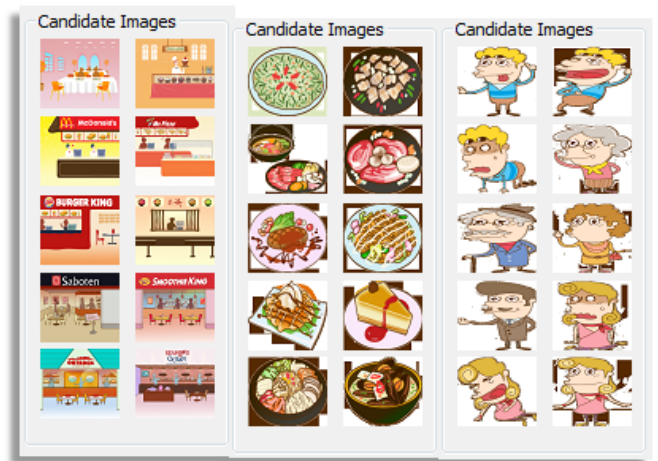 Candidate Images
Candidate Images
Candidate Images
McDonald's
BURGER KING
Saboten
SMOOTHIE KING